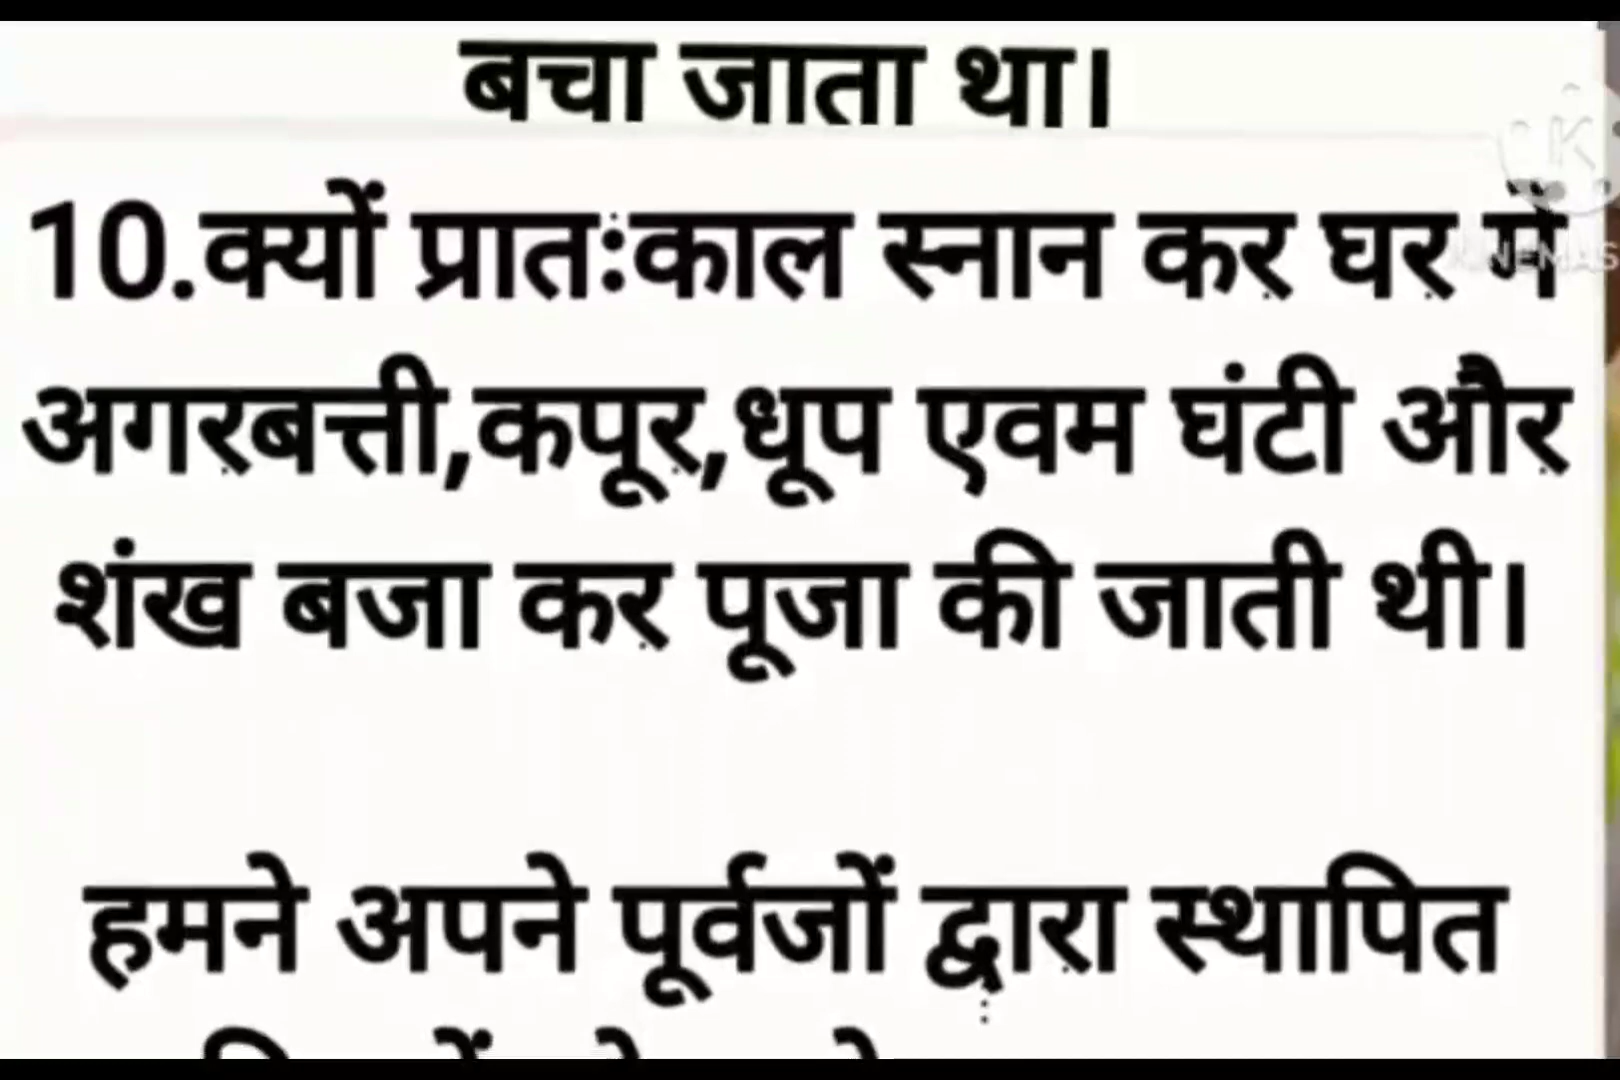 बचा जाता था।
10.क्यों प्रातःकाल स्नान कर घर में
अगरबत्ती,कपूर,धूप एवम घंटी और
शंख बजा कर पूजा की जाती थी।
हमने अपने पूर्वजों द्वारा स्थापित